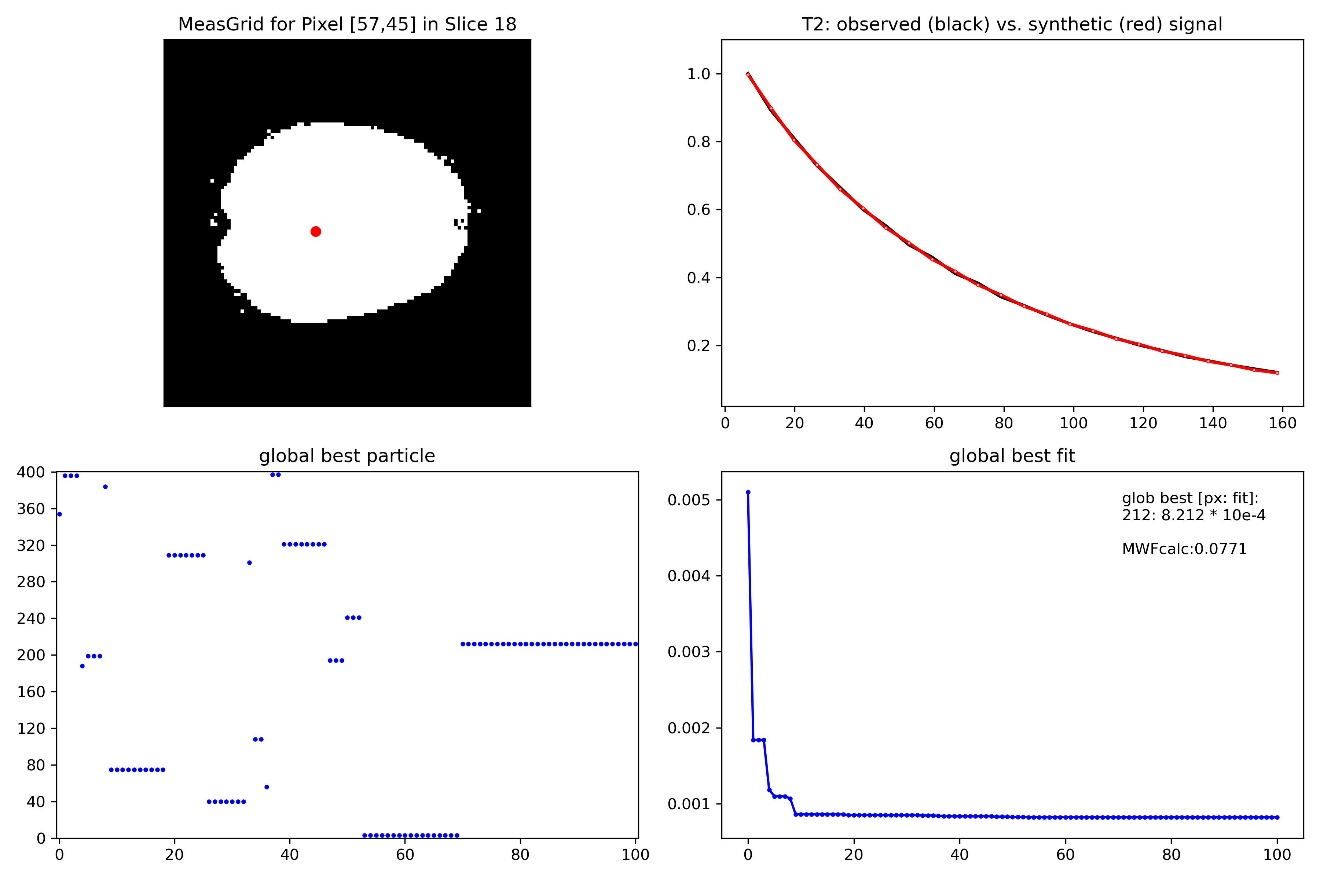 MeasGrid for Pixel [57,45] in Slice 18
T2: observed (black) vs. synthetic (red) signal
1.0
0.8
0.6
0.4
0.2
0 20 40 60 80 100 120 140 160
global best particle
400
360
320
280
240
200
160
120
80
40
0
0 20 40 60 80 100
global best fit
glob best [px: fit]:
212: 8.212 * 10e-4
MWFcalc:0.0771
0.005
0.004
0.003
0.002
0.001
0 20 40 60 80 100